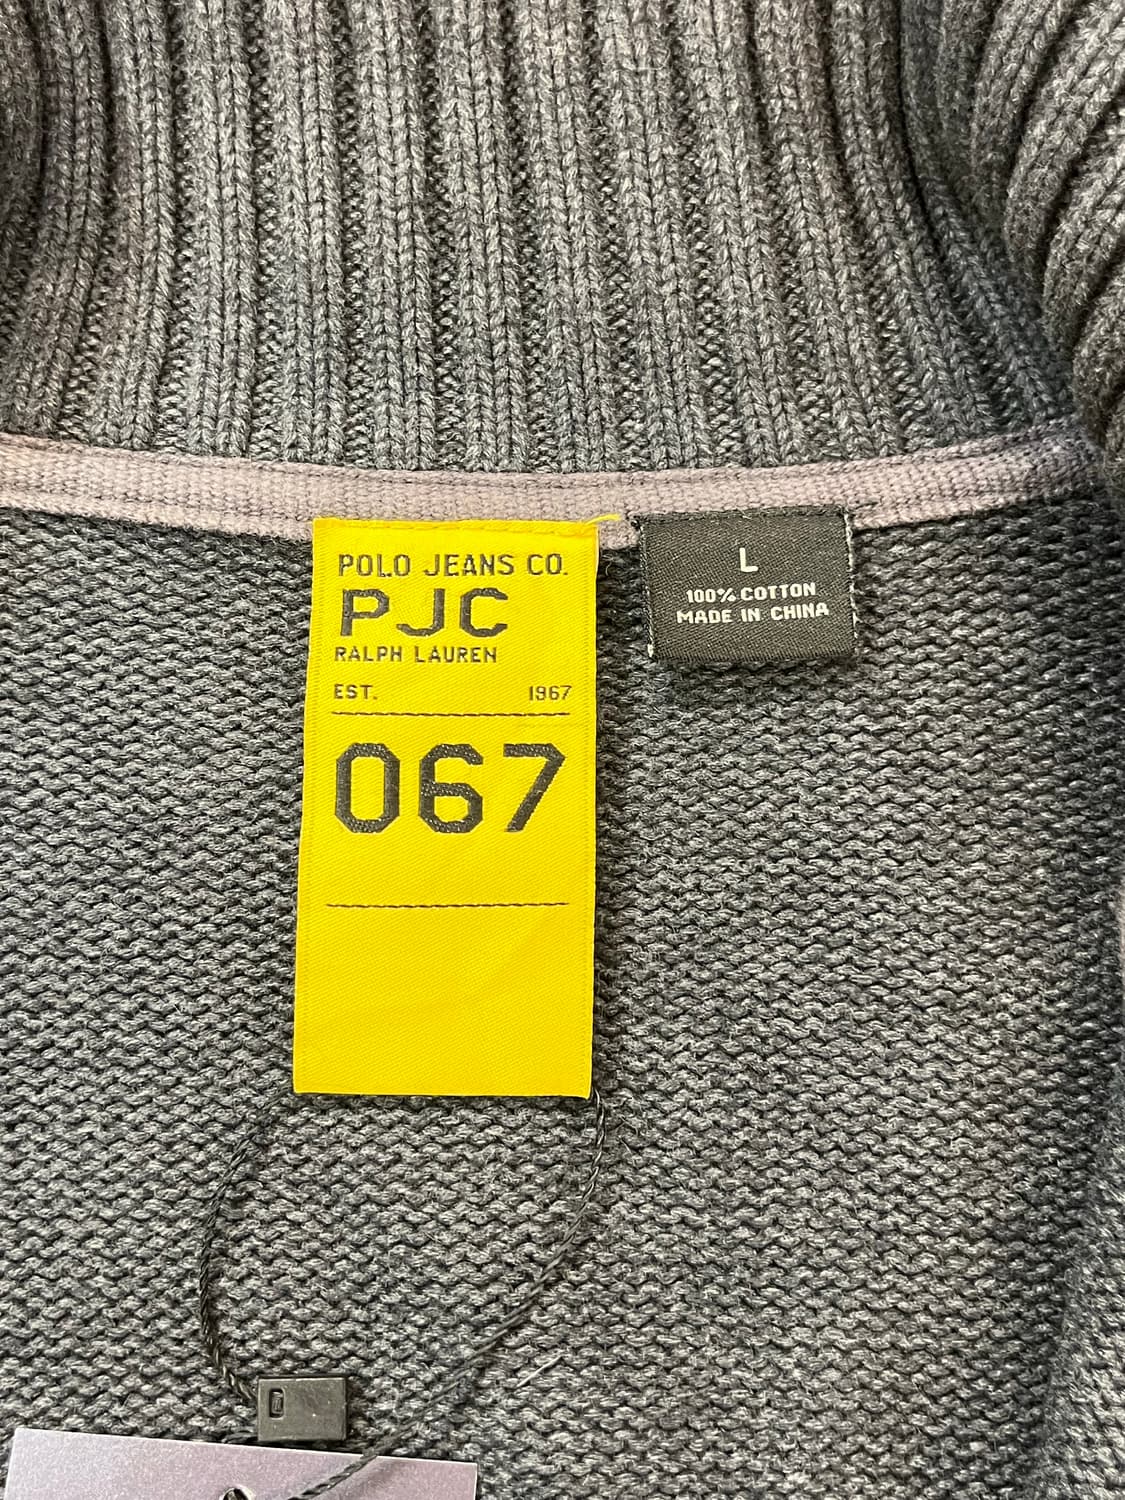 POLO JEANS CO.
PJC
RALPH LAUREN
EST. 1967
067
L
100% COTTON
MADE IN CHINA